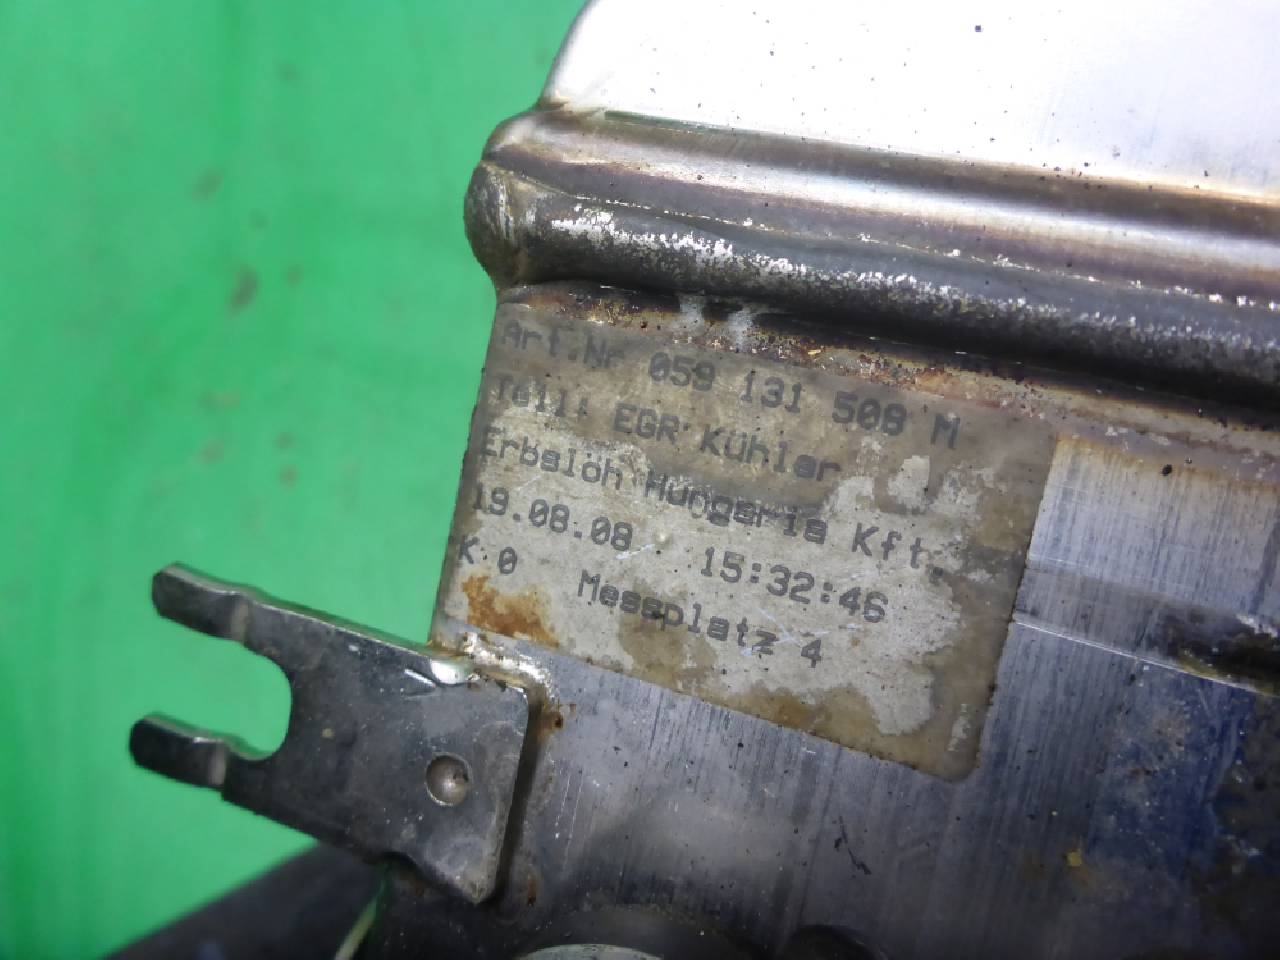 Art.Nr 059 131 508 M
Teil: EGR Kühler
Erbslöh Hungaria Kft.
19.08.08 15:32:46
K 0 Messplatz 4